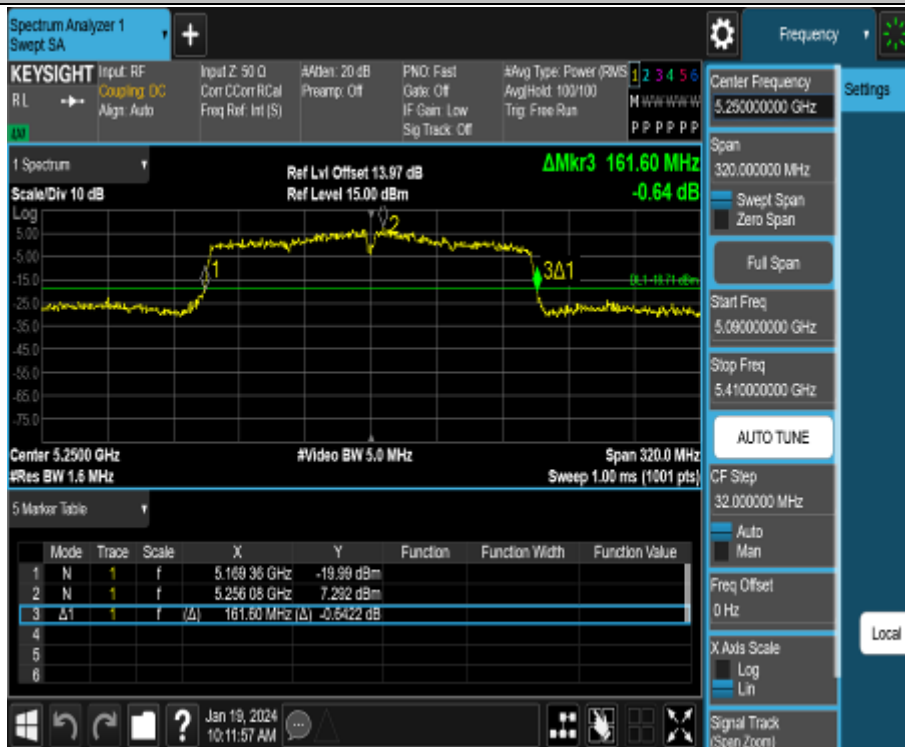 Spectrum Analyzer 1
Swept SA
+
Frequency
KEYSIGHT
RL
Input: RF
Coupling: DC
Align: Auto
Input Z: 50 Ω
Corr CCorr RCal
Freq Ref: Int (S)
#Atten: 20 dB
Preamp: Off
PNO: Fast
Gate: Off
IF Gain: Low
Sig Track: Off
#Avg Type: Power (RMS
Avg|Hold: 100/100
Trig: Free Run
1 2 3 4 5 6
M W W W W W
P P P P P P
1 Spectrum
Scale/Div 10 dB
Ref Lvl Offset 13.97 dB
Ref Level 15.00 dBm
ΔMkr3 161.60 MHz
-0.64 dB
Log
5.00
-5.00
-15.0
-25.0
-35.0
-45.0
-55.0
-65.0
-75.0
1
2
3Δ1
DL1 -18.71 dBm
Center 5.2500 GHz
#Video BW 5.0 MHz
Span 320.0 MHz
#Res BW 1.6 MHz
Sweep 1.00 ms (1001 pts)
5 Marker Table
Mode Trace Scale X Y Function Function Width Function Value
1 N 1 f 5.169 36 GHz -19.99 dBm
2 N 1 f 5.256 08 GHz 7.292 dBm
3 Δ1 1 f (Δ) 161.60 MHz (Δ) -0.6422 dB
4
5
6
Jan 19, 2024
10:11:57 AM
?
Center Frequency
5.250000000 GHz
Settings
Span
320.000000 MHz
Swept Span
Zero Span
Full Span
Start Freq
5.090000000 GHz
Stop Freq
5.410000000 GHz
AUTO TUNE
CF Step
32.000000 MHz
Auto
Man
Freq Offset
0 Hz
X Axis Scale
Log
Lin
Signal Track
(Span Zoom)
Local